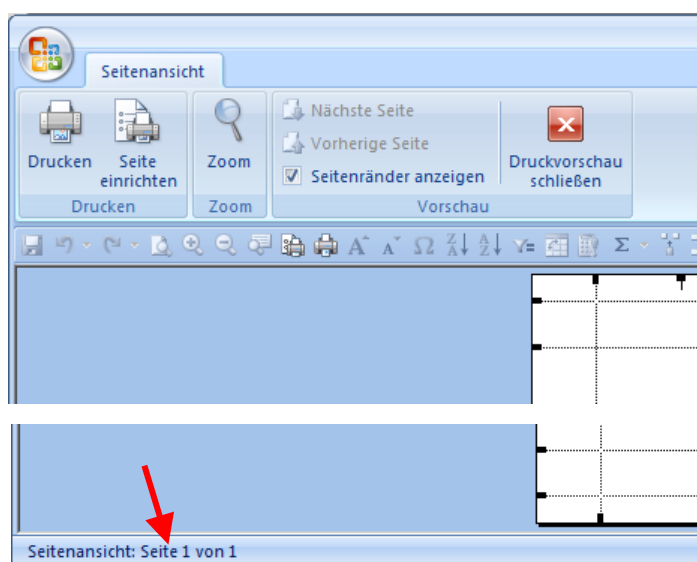 Seitenansicht
Nächste Seite
Vorherige Seite
Seitenränder anzeigen
Drucken
Seite
einrichten
Zoom
Druckvorschau
schließen
Drucken
Zoom
Vorschau
A A Ω Z A A Z Σ
Seitenansicht: Seite 1 von 1